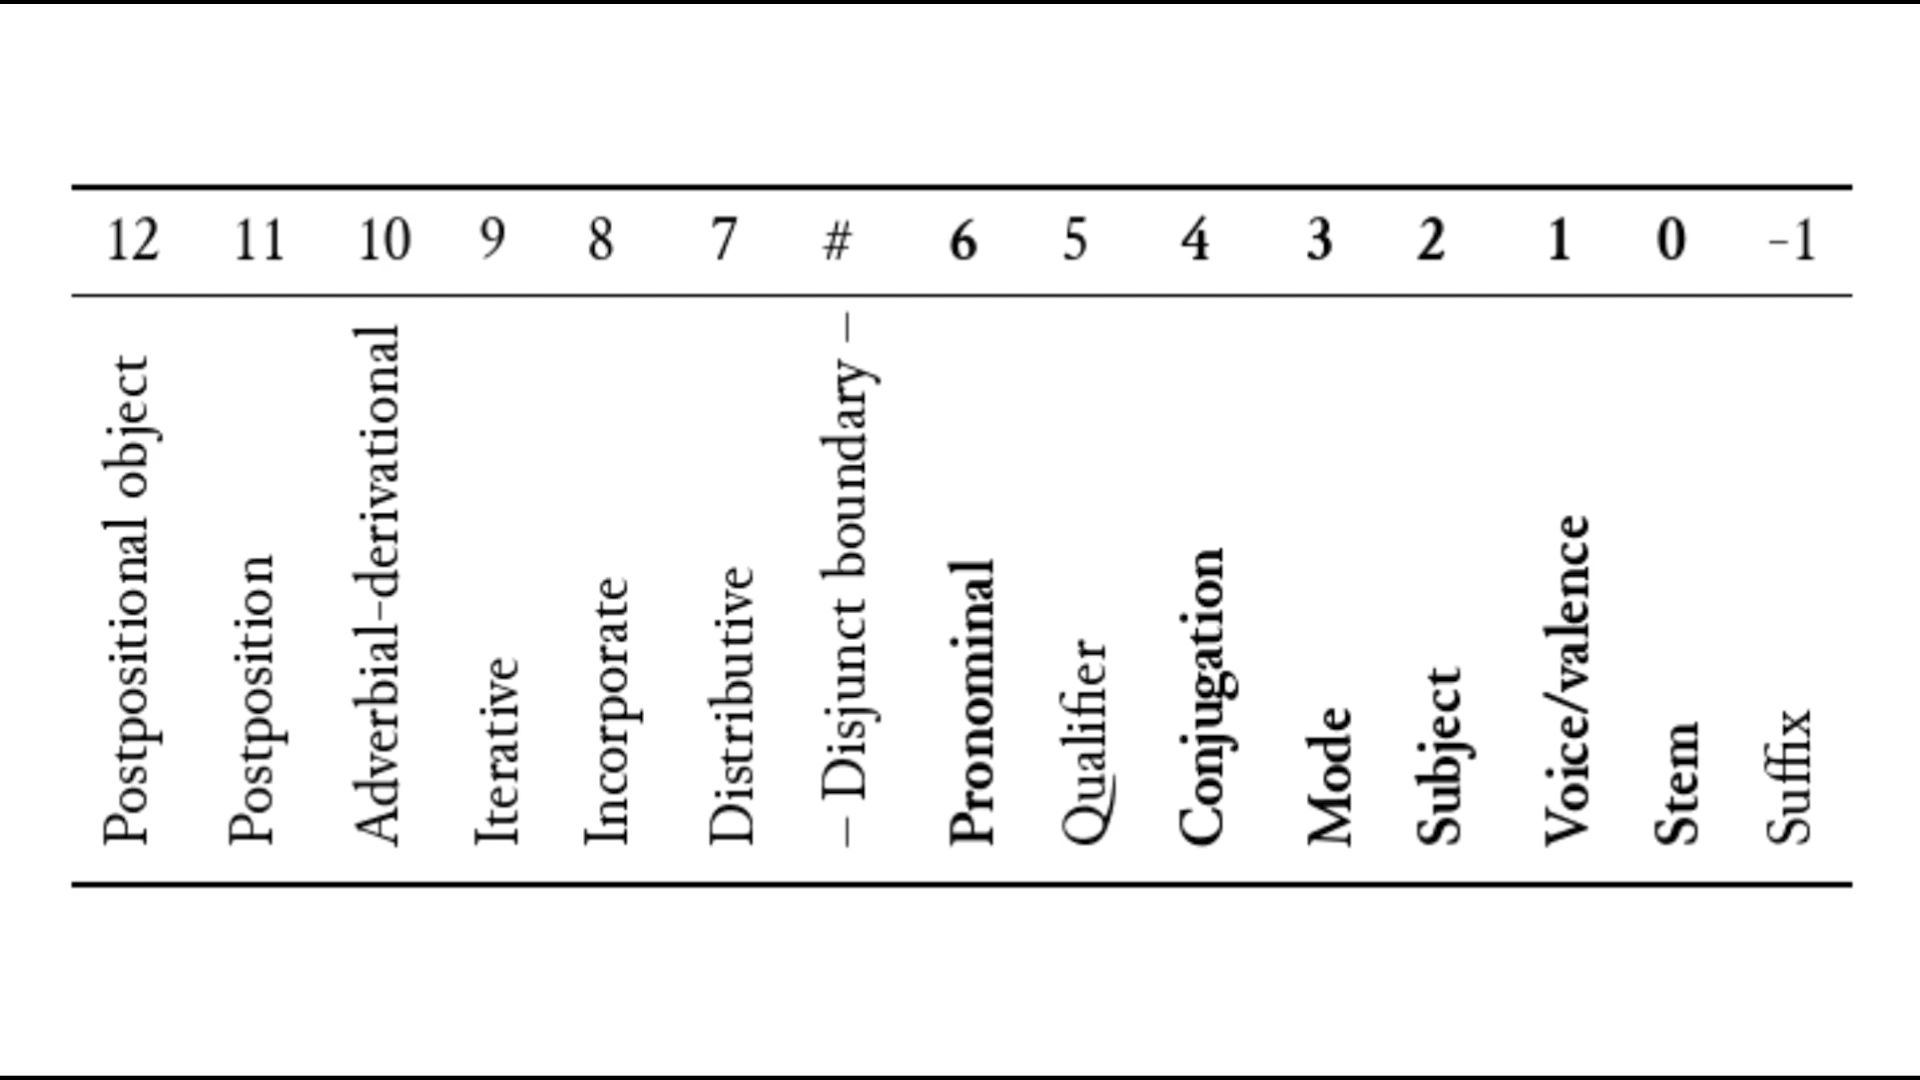 12 11 10 9 8 7 # 6 5 4 3 2 1 0 -1
Postpositional object
Postposition
Adverbial-derivational
Iterative
Incorporate
Distributive
– Disjunct boundary –
Pronominal
Qualifier
Conjugation
Mode
Subject
Voice/valence
Stem
Suffix